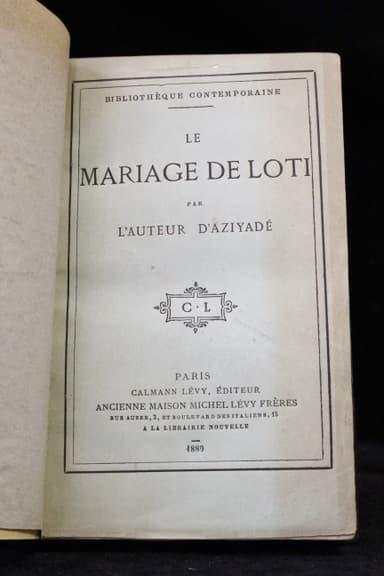 BIBLIOTHÈQUE CONTEMPORAINE
LE
MARIAGE DE LOTI
PAR
L'AUTEUR D'AZIYADÉ
C · L
PARIS
CALMANN LÉVY, ÉDITEUR
ANCIENNE MAISON MICHEL LÉVY FRÈRES
RUE AUBER, 3, ET BOULEVARD DES ITALIENS, 15
A LA LIBRAIRIE NOUVELLE
1880